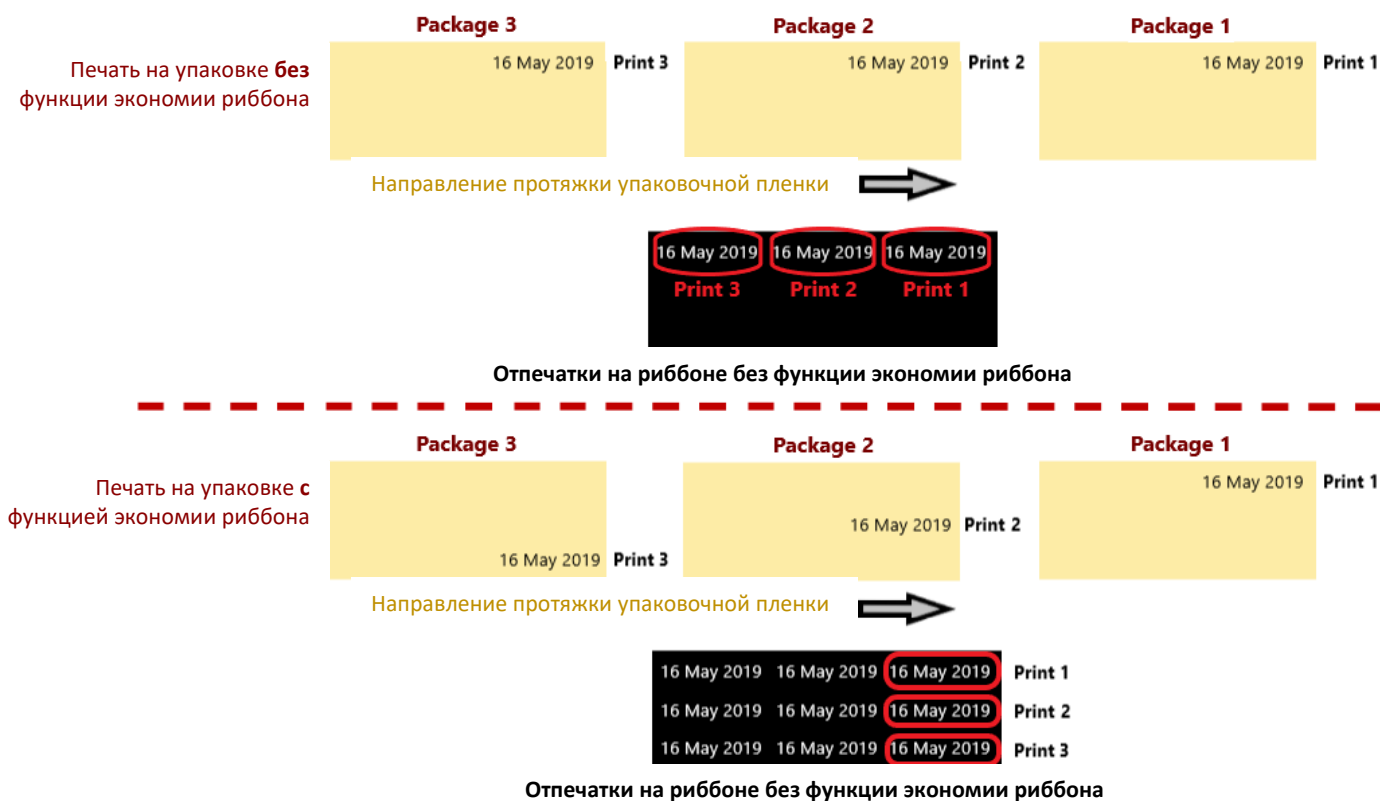 Package 3 Package 2 Package 1
Печать на упаковке без
функции экономии риббона
16 May 2019 Print 3 16 May 2019 Print 2 16 May 2019 Print 1
Направление протяжки упаковочной пленки
16 May 2019 16 May 2019 16 May 2019
Print 3 Print 2 Print 1
Отпечатки на риббоне без функции экономии риббона
Package 3 Package 2 Package 1
Печать на упаковке с
функцией экономии риббона
16 May 2019 Print 1
16 May 2019 Print 2
16 May 2019 Print 3
Направление протяжки упаковочной пленки
16 May 2019 16 May 2019 16 May 2019 Print 1
16 May 2019 16 May 2019 16 May 2019 Print 2
16 May 2019 16 May 2019 16 May 2019 Print 3
Отпечатки на риббоне без функции экономии риббона